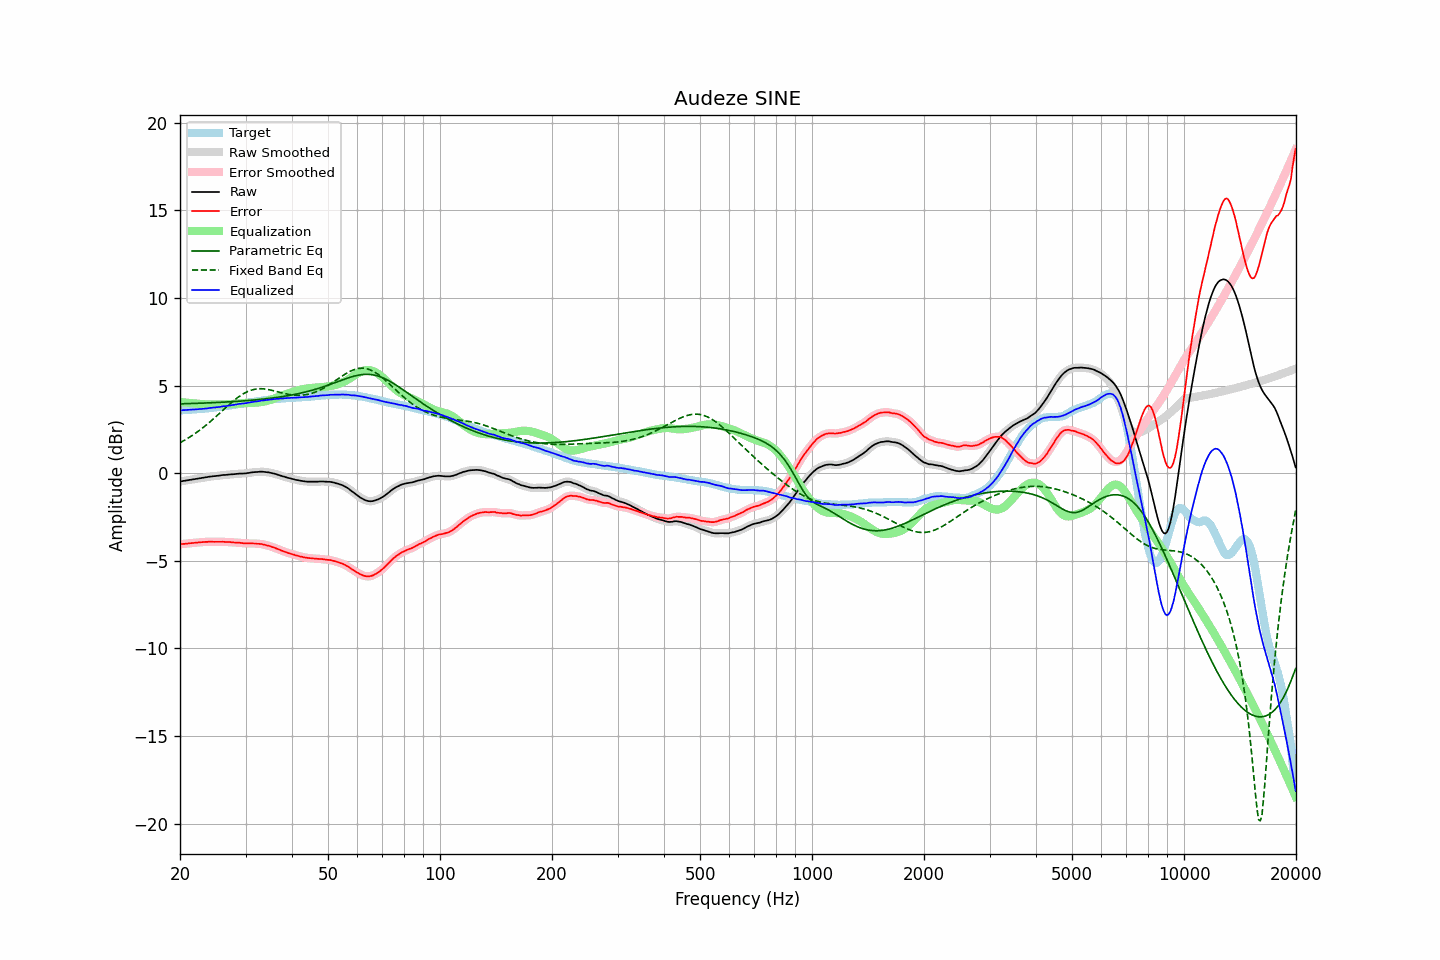 Audeze SINE
Target
Raw Smoothed
Error Smoothed
Raw
Error
Equalization
Parametric Eq
Fixed Band Eq
Equalized
Amplitude (dBr)
20
15
10
5
0
−5
−10
−15
−20
20 50 100 200 500 1000 2000 5000 10000 20000
Frequency (Hz)